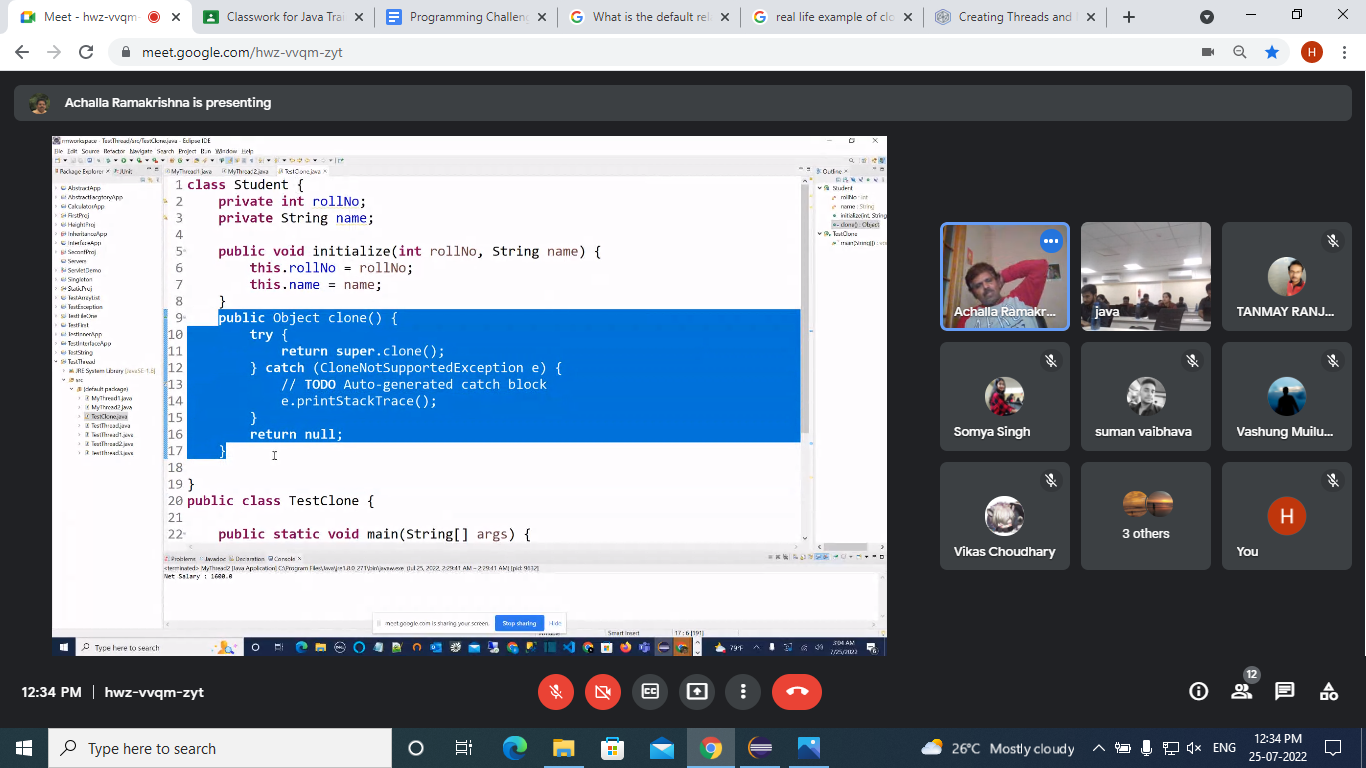 Meet - hwz-vvqm-
Classwork for Java Trai
Programming Challen
What is the default rel
real life example of clo
Creating Threads and
meet.google.com/hwz-vvqm-zyt
H
Achalla Ramakrishna is presenting
rmworkspace - TestThread/src/TestClone.java - Eclipse IDE
File Edit Source Refactor Navigate Search Project Run Window Help
Package Explorer
JUnit
MyThread1.java
MyThread2.java
TestClone.java
Outline
AbstractApp
AbstractFactoryApp
CalculatorApp
FirstProj
HeightProj
InheritanceApp
InterfaceApp
SecontProj
Servers
ServletDemo
Singleton
StaticProj
TestArrayList
TestException
TestFileOne
TestFirst
TestInnerApp
TestInterfaceApp
TestString
TestThread
JRE System Library [JavaSE-1.8]
src
(default package)
MyThread1.java
MyThread2.java
TestClone.java
TestThread.java
TestThread1.java
TestThread2.java
TestThread3.java
1 class Student {
2 private int rollNo;
3 private String name;
4
5 public void initialize(int rollNo, String name) {
6 this.rollNo = rollNo;
7 this.name = name;
8 }
9 public Object clone() {
10 try {
11 return super.clone();
12 } catch (CloneNotSupportedException e) {
13 // TODO Auto-generated catch block
14 e.printStackTrace();
15 }
16 return null;
17 }
18
19 }
20 public class TestClone {
21
22 public static void main(String[] args) {
Student
rollNo : int
name : String
initialize(int, String
clone() : Object
TestClone
main(String[]) : vo
Problems
Javadoc
Declaration
Console
<terminated> MyThread2 [Java Application] C:\Program Files\Java\jre1.8.0_271\bin\javaw.exe (Jul 25, 2022, 2:29:41 AM – 2:29:41 AM) [pid: 9632]
Net Salary : 1600.0
meet.google.com is sharing your screen.
Stop sharing
Hide
Smart Insert
17 : 6 [191]
Type here to search
79°F
3:04 AM
7/25/2022
Achalla Ramakr...
java
TANMAY RANJ...
Somya Singh
suman vaibhava
Vashung Muilu...
Vikas Choudhary
3 others
H
You
12:34 PM | hwz-vvqm-zyt
12
Type here to search
26°C Mostly cloudy
ENG
12:34 PM
25-07-2022